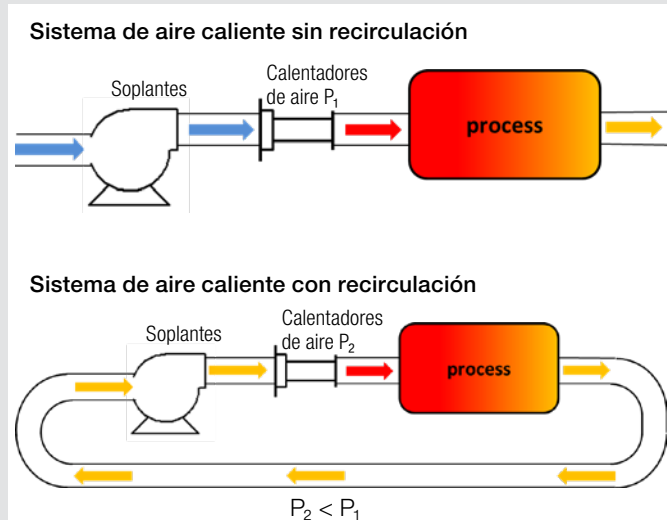 Sistema de aire caliente sin recirculación
Soplantes
Calentadores
de aire P₁
process
Sistema de aire caliente con recirculación
Soplantes
Calentadores
de aire P₂
process
P₂ < P₁